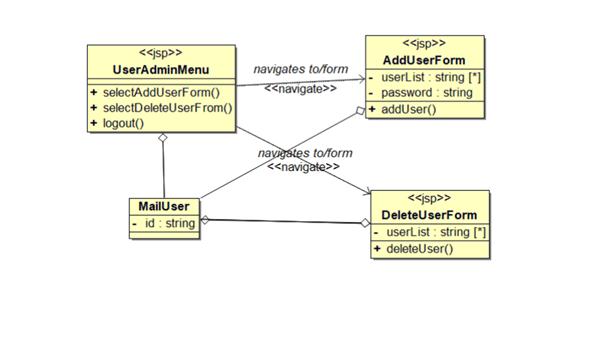 <<jsp>>
UserAdminMenu
+ selectAddUserForm()
+ selectDeleteUserFrom()
+ logout()
navigates to/form
<<navigate>>
<<jsp>>
AddUserForm
- userList : string [*]
- password : string
+ addUser()
navigates to/form
<<navigate>>
MailUser
- id : string
<<jsp>>
DeleteUserForm
- userList : string [*]
+ deleteUser()